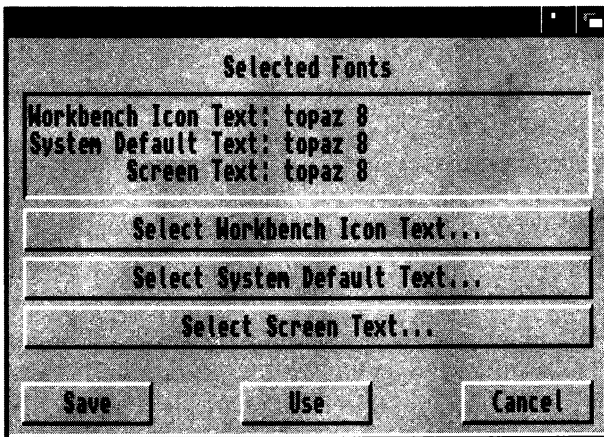 Selected Fonts
Workbench Icon Text: topaz 8
System Default Text: topaz 8
Screen Text: topaz 8
Select Workbench Icon Text...
Select System Default Text...
Select Screen Text...
Save Use Cancel